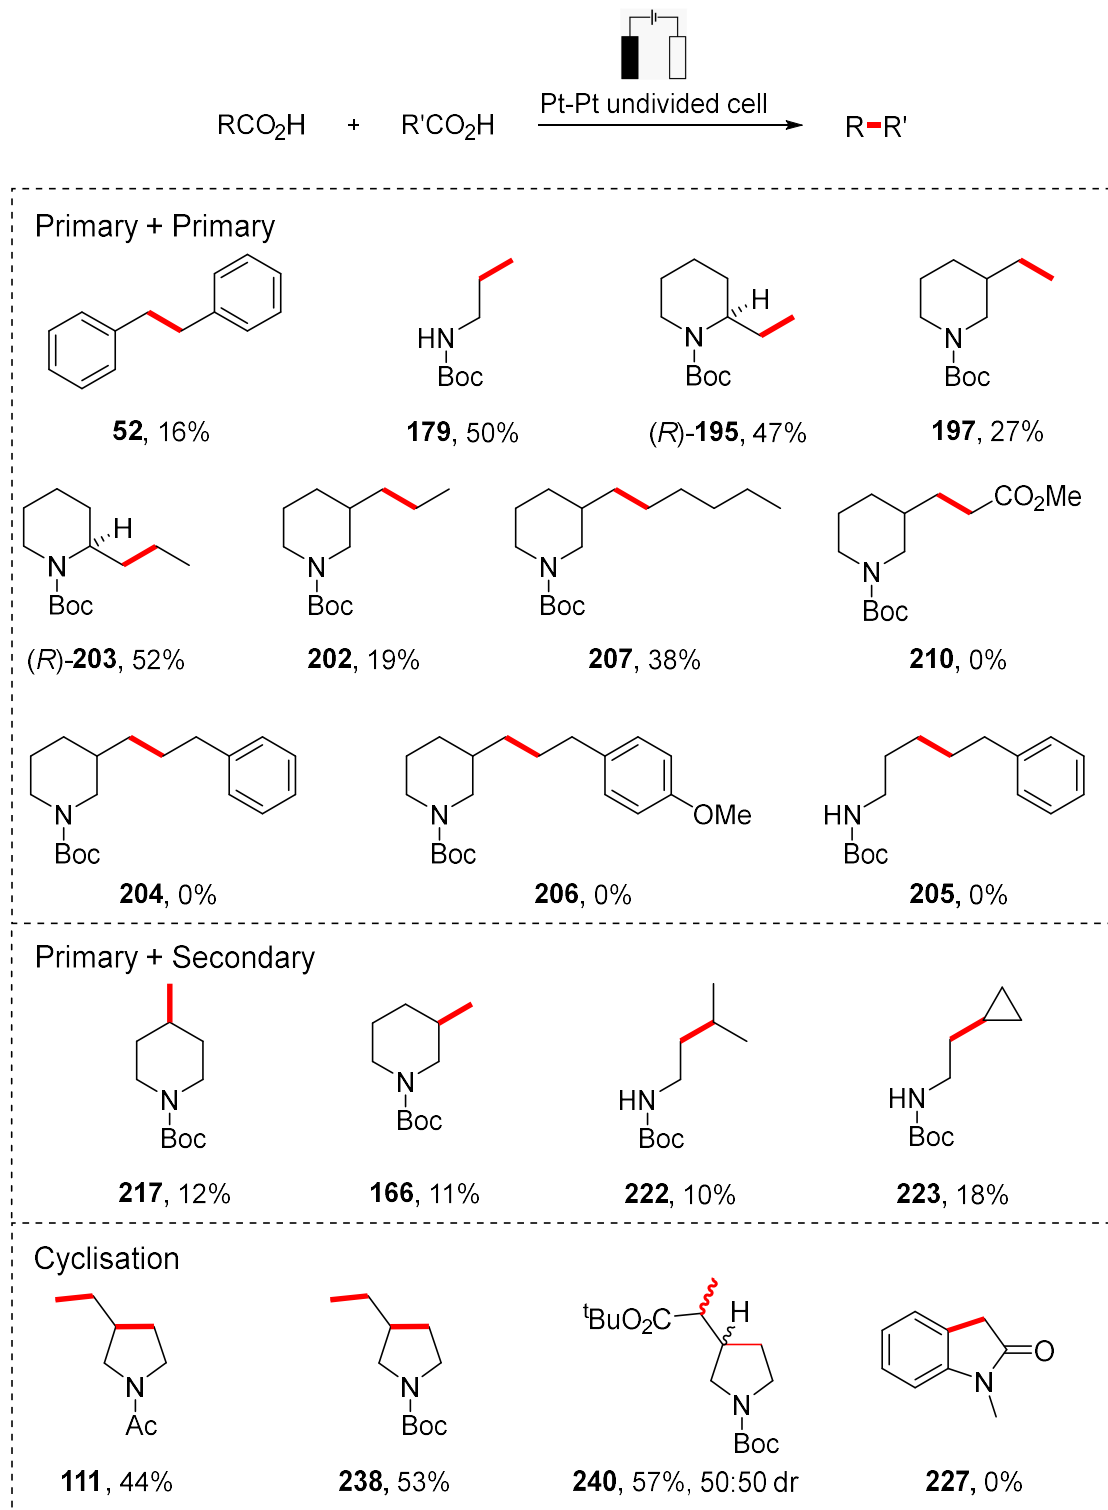 Pt-Pt undivided cell
RCO₂H + R'CO₂H R-R'
Primary + Primary
HN N N
Boc Boc Boc
52, 16% 179, 50% (R)-195, 47% 197, 27%
H
CO₂Me
H
N N N N
Boc Boc Boc Boc
(R)-203, 52% 202, 19% 207, 38% 210, 0%
N N OMe HN
Boc Boc Boc
204, 0% 206, 0% 205, 0%
Primary + Secondary
N N HN HN
Boc Boc Boc Boc
217, 12% 166, 11% 222, 10% 223, 18%
Cyclisation
ᵗBuO₂C H
N N N N O
Ac Boc Boc
111, 44% 238, 53% 240, 57%, 50:50 dr 227, 0%